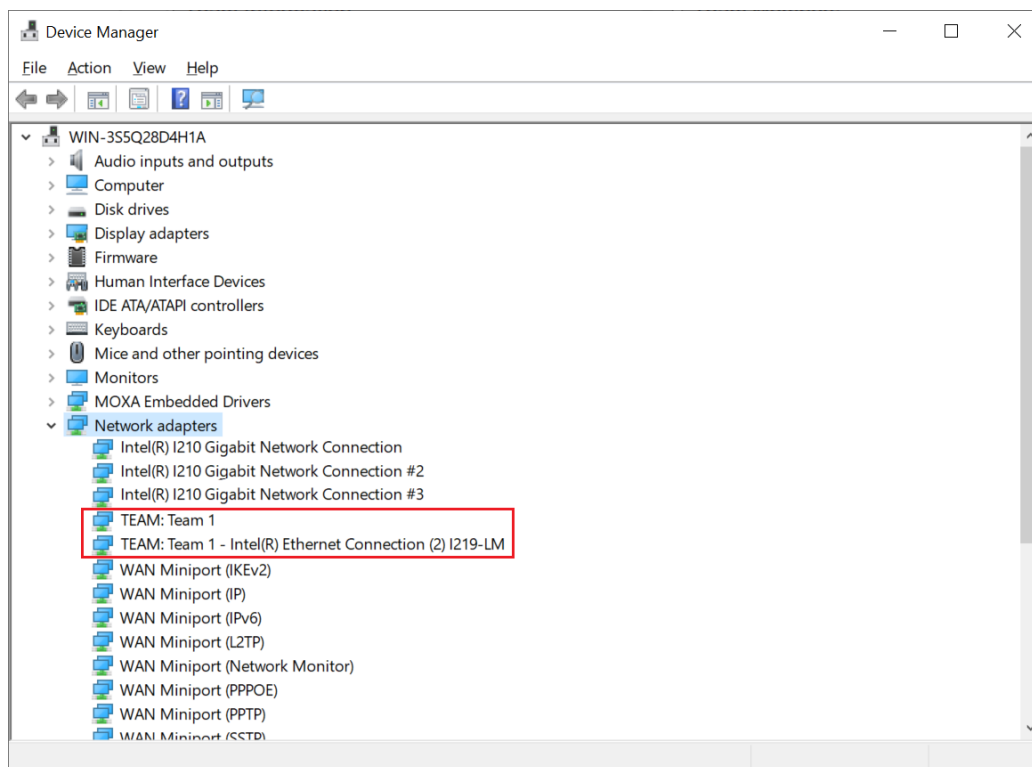 Device Manager
File Action View Help
WIN-3S5Q28D4H1A
Audio inputs and outputs
Computer
Disk drives
Display adapters
Firmware
Human Interface Devices
IDE ATA/ATAPI controllers
Keyboards
Mice and other pointing devices
Monitors
MOXA Embedded Drivers
Network adapters
Intel(R) I210 Gigabit Network Connection
Intel(R) I210 Gigabit Network Connection #2
Intel(R) I210 Gigabit Network Connection #3
TEAM: Team 1
TEAM: Team 1 - Intel(R) Ethernet Connection (2) I219-LM
WAN Miniport (IKEv2)
WAN Miniport (IP)
WAN Miniport (IPv6)
WAN Miniport (L2TP)
WAN Miniport (Network Monitor)
WAN Miniport (PPPOE)
WAN Miniport (PPTP)
WAN Miniport (SSTP)